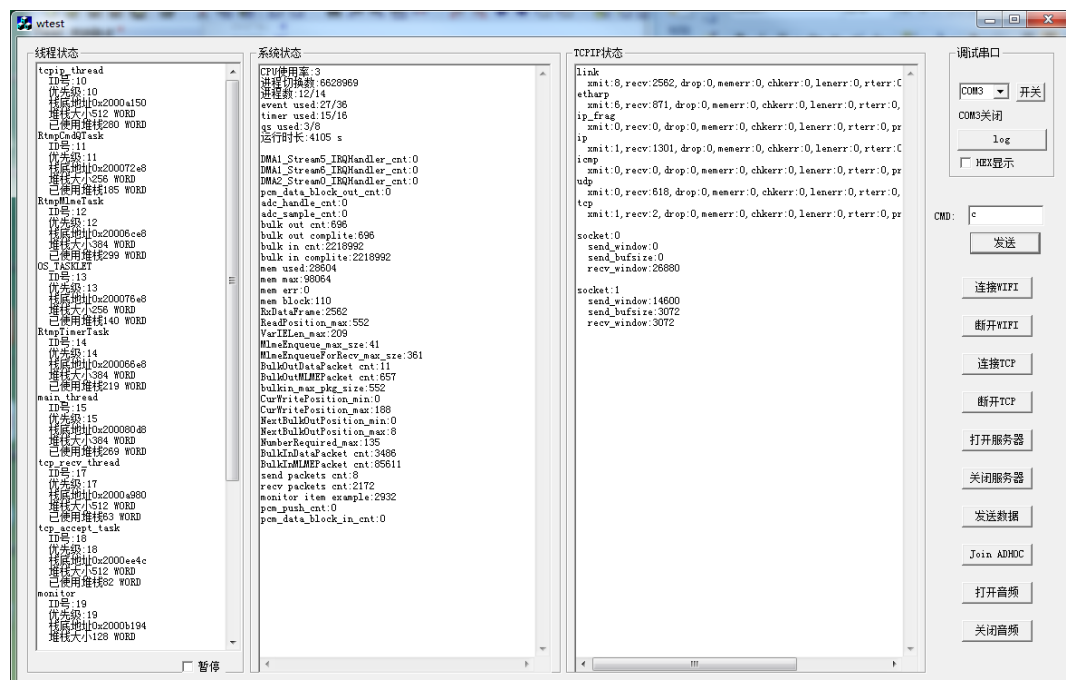 wtest
线程状态
tcpip_thread
ID号:10
优先级:10
栈底地址0x2000a150
堆栈大小512 WORD
已使用堆栈280 WORD
RtmpCmdQTask
ID号:11
优先级:11
栈底地址0x200072e8
堆栈大小256 WORD
已使用堆栈185 WORD
RtmpMlmeTask
ID号:12
优先级:12
栈底地址0x20006ce8
堆栈大小384 WORD
已使用堆栈299 WORD
OS_TASKLET
ID号:13
优先级:13
栈底地址0x200076e8
堆栈大小256 WORD
已使用堆栈140 WORD
RtmpTimerTask
ID号:14
优先级:14
栈底地址0x200066e8
堆栈大小384 WORD
已使用堆栈219 WORD
main_thread
ID号:15
优先级:15
栈底地址0x200080d8
堆栈大小384 WORD
已使用堆栈269 WORD
tcp_recv_thread
ID号:17
优先级:17
栈底地址0x2000a980
堆栈大小512 WORD
已使用堆栈63 WORD
tcp_accept_task
ID号:18
优先级:18
栈底地址0x2000ee4c
堆栈大小512 WORD
已使用堆栈82 WORD
monitor
ID号:19
优先级:19
栈底地址0x2000b194
堆栈大小128 WORD
暂停
系统状态
CPU使用率:3
进程切换数:6628969
进程数:12/14
event used:27/36
timer used:15/16
qs used:3/8
运行时长:4105 s
DMA1_Stream5_IRQHandler_cnt:0
DMA1_Stream0_IRQHandler_cnt:0
DMA2_Stream0_IRQHandler_cnt:0
pcm_data_block_out_cnt:0
adc_handle_cnt:0
adc_sample_cnt:0
bulk out cnt:696
bulk out complite:696
bulk in cnt:2218992
bulk in complite:2218992
mem used:28604
mem max:98064
mem err:0
mem block:110
RxDataFrame:2562
ReadPosition_max:552
VarIELen_max:209
MlmeEnqueue_max_sze:41
MlmeEnqueueForRecv_max_sze:361
BulkOutDataPacket cnt:11
BulkOutMLMEPacket cnt:657
bulkin_max_pkg_size:552
CurWritePosition_min:0
CurWritePosition_max:188
NextBulkOutPosition_min:0
NextBulkOutPosition_max:8
NumberRequired_max:135
BulkInDataPacket cnt:3486
BulkInMLMEPacket cnt:85611
send packets cnt:8
recv packets cnt:2172
monitor item example:2932
pcm_push_cnt:0
pcm_data_block_in_cnt:0
TCPIP状态
link
xmit:8, recv:2562, drop:0, memerr:0, chkerr:0, lenerr:0, rterr:0
etharp
xmit:6, recv:871, drop:0, memerr:0, chkerr:0, lenerr:0, rterr:0,
ip_frag
xmit:0, recv:0, drop:0, memerr:0, chkerr:0, lenerr:0, rterr:0, pr
ip
xmit:1, recv:1301, drop:0, memerr:0, chkerr:0, lenerr:0, rterr:0
icmp
xmit:0, recv:0, drop:0, memerr:0, chkerr:0, lenerr:0, rterr:0, pr
udp
xmit:0, recv:618, drop:0, memerr:0, chkerr:0, lenerr:0, rterr:0,
tcp
xmit:1, recv:2, drop:0, memerr:0, chkerr:0, lenerr:0, rterr:0, pr
socket:0
send_window:0
send_bufsize:0
recv_window:26880
socket:1
send_window:14600
send_bufsize:3072
recv_window:3072
调试串口
COM3
开关
COM3关闭
log
HEX显示
CMD:
c
发送
连接WIFI
断开WIFI
连接TCP
断开TCP
打开服务器
关闭服务器
发送数据
Join ADHOC
打开音频
关闭音频